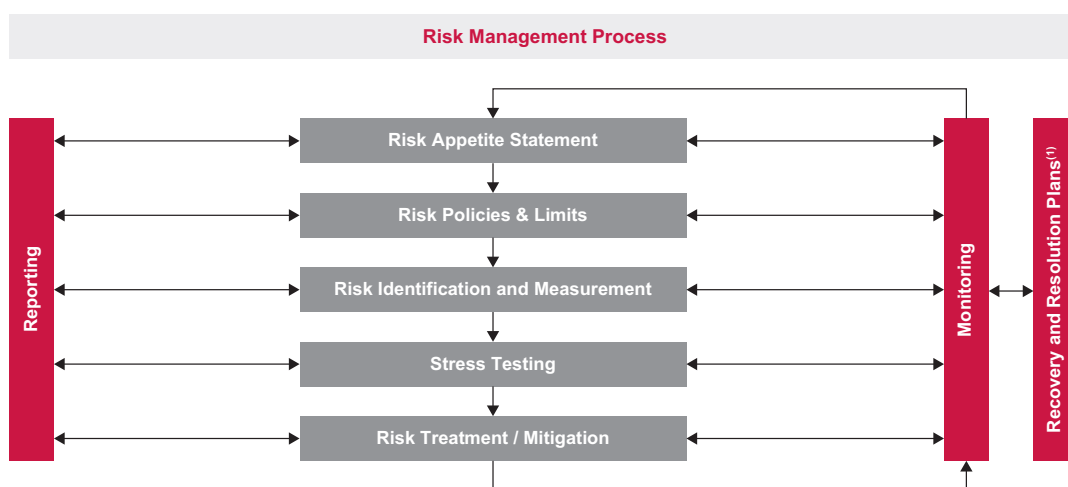 Risk Management Process
Risk Appetite Statement
Risk Policies & Limits
Risk Identification and Measurement
Stress Testing
Risk Treatment / Mitigation
Reporting
Monitoring
Recovery and Resolution Plans(1)